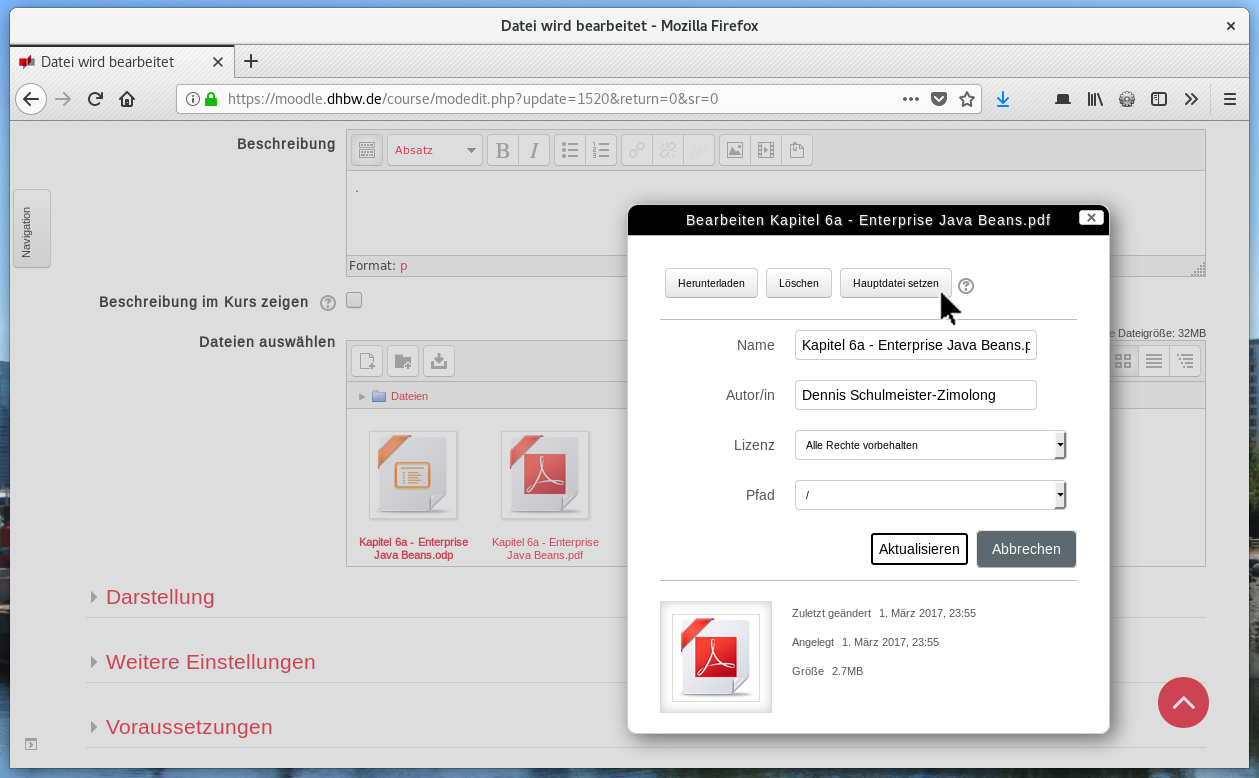 Datei wird bearbeitet - Mozilla Firefox
Datei wird bearbeitet
https://moodle.dhbw.de/course/modedit.php?update=1520&return=0&sr=0
Beschreibung
Absatz
.
Navigation
Format: p
Beschreibung im Kurs zeigen
Dateien auswählen
e Dateigröße: 32MB
Dateien
Kapitel 6a - Enterprise
Java Beans.odp
Kapitel 6a - Enterprise
Java Beans.pdf
Darstellung
Weitere Einstellungen
Voraussetzungen
Bearbeiten Kapitel 6a - Enterprise Java Beans.pdf
Herunterladen Löschen Hauptdatei setzen
Name Kapitel 6a - Enterprise Java Beans.p
Autor/in Dennis Schulmeister-Zimolong
Lizenz Alle Rechte vorbehalten
Pfad /
Aktualisieren Abbrechen
Zuletzt geändert 1. März 2017, 23:55
Angelegt 1. März 2017, 23:55
Größe 2.7MB